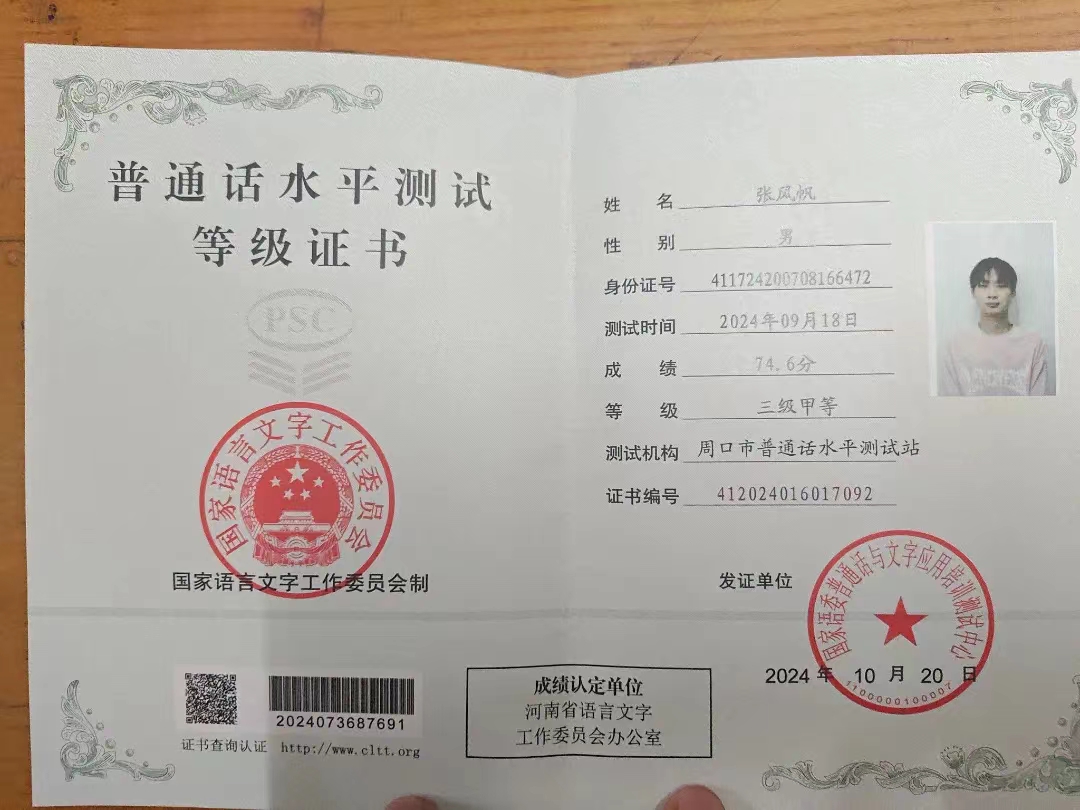 普通话水平测试
等级证书
PSC
国家语言文字工作委员会
国家语言文字工作委员会制
2024073687691
证书查询认证 http://www.cltt.org
姓名 张风帆
性别 男
身份证号 411724200708166472
测试时间 2024年09月18日
成绩 74.6分
等级 三级甲等
测试机构 周口市普通话水平测试站
证书编号 412024016017092
发证单位
国家语委普通话与文字应用培训测试中心
2024 年 10 月 20 日
1100000100007
成绩认定单位
河南省语言文字
工作委员会办公室